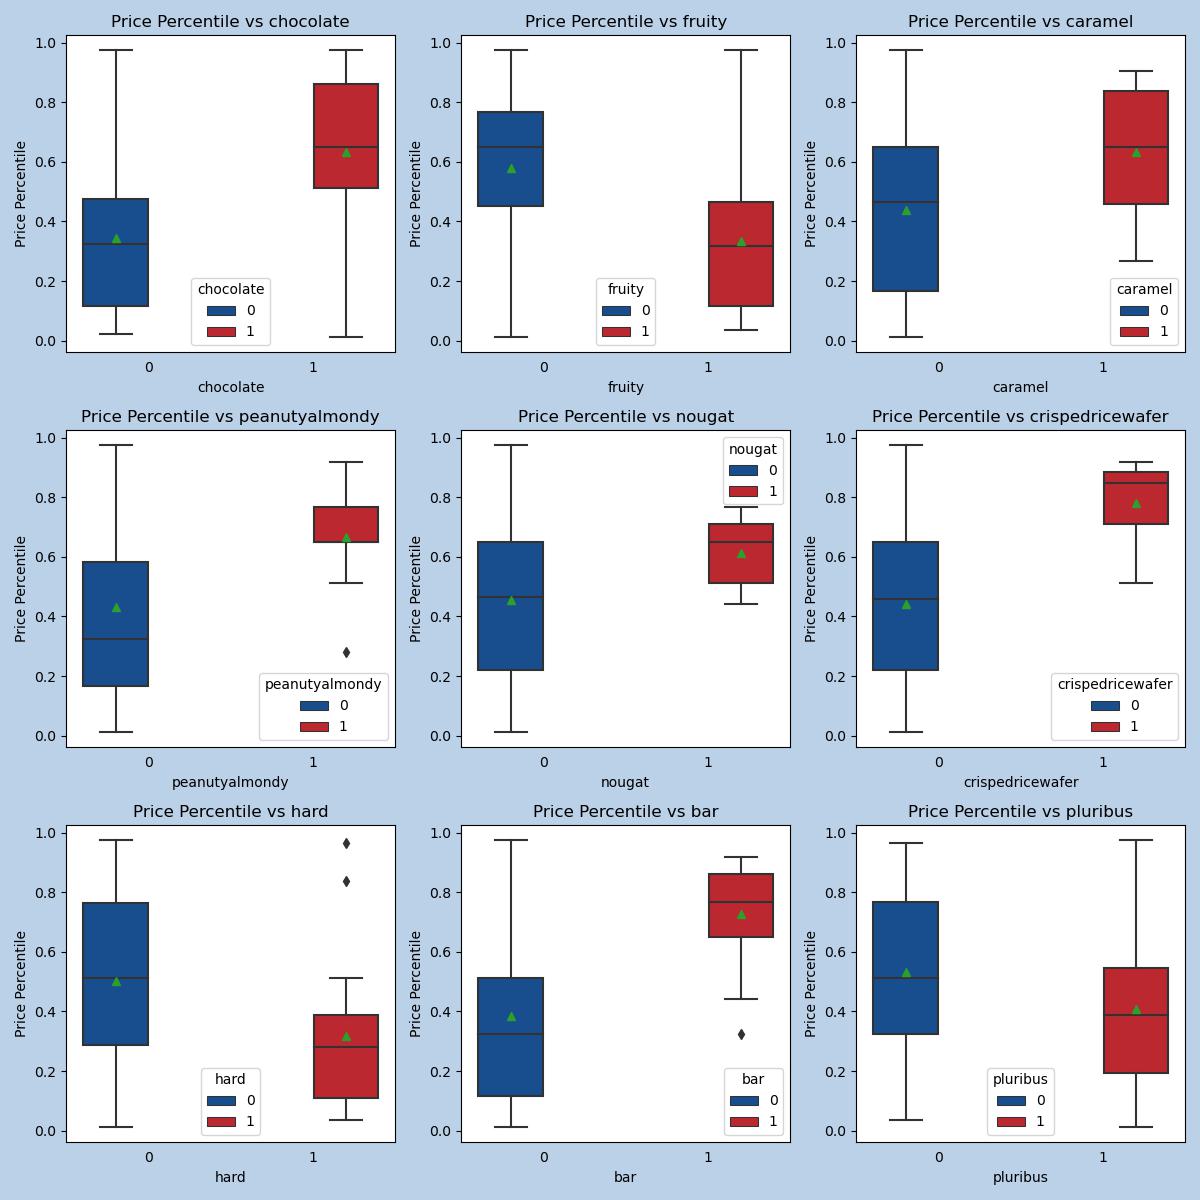 Price Percentile vs chocolate
Price Percentile
1.0
0.8
0.6
0.4
0.2
0.0
chocolate
0
1
0 1
chocolate
Price Percentile vs fruity
Price Percentile
1.0
0.8
0.6
0.4
0.2
0.0
fruity
0
1
0 1
fruity
Price Percentile vs caramel
Price Percentile
1.0
0.8
0.6
0.4
0.2
0.0
caramel
0
1
0 1
caramel
Price Percentile vs peanutyalmondy
Price Percentile
1.0
0.8
0.6
0.4
0.2
0.0
peanutyalmondy
0
1
0 1
peanutyalmondy
Price Percentile vs nougat
Price Percentile
1.0
0.8
0.6
0.4
0.2
0.0
nougat
0
1
0 1
nougat
Price Percentile vs crispedricewafer
Price Percentile
1.0
0.8
0.6
0.4
0.2
0.0
crispedricewafer
0
1
0 1
crispedricewafer
Price Percentile vs hard
Price Percentile
1.0
0.8
0.6
0.4
0.2
0.0
hard
0
1
0 1
hard
Price Percentile vs bar
Price Percentile
1.0
0.8
0.6
0.4
0.2
0.0
bar
0
1
0 1
bar
Price Percentile vs pluribus
Price Percentile
1.0
0.8
0.6
0.4
0.2
0.0
pluribus
0
1
0 1
pluribus